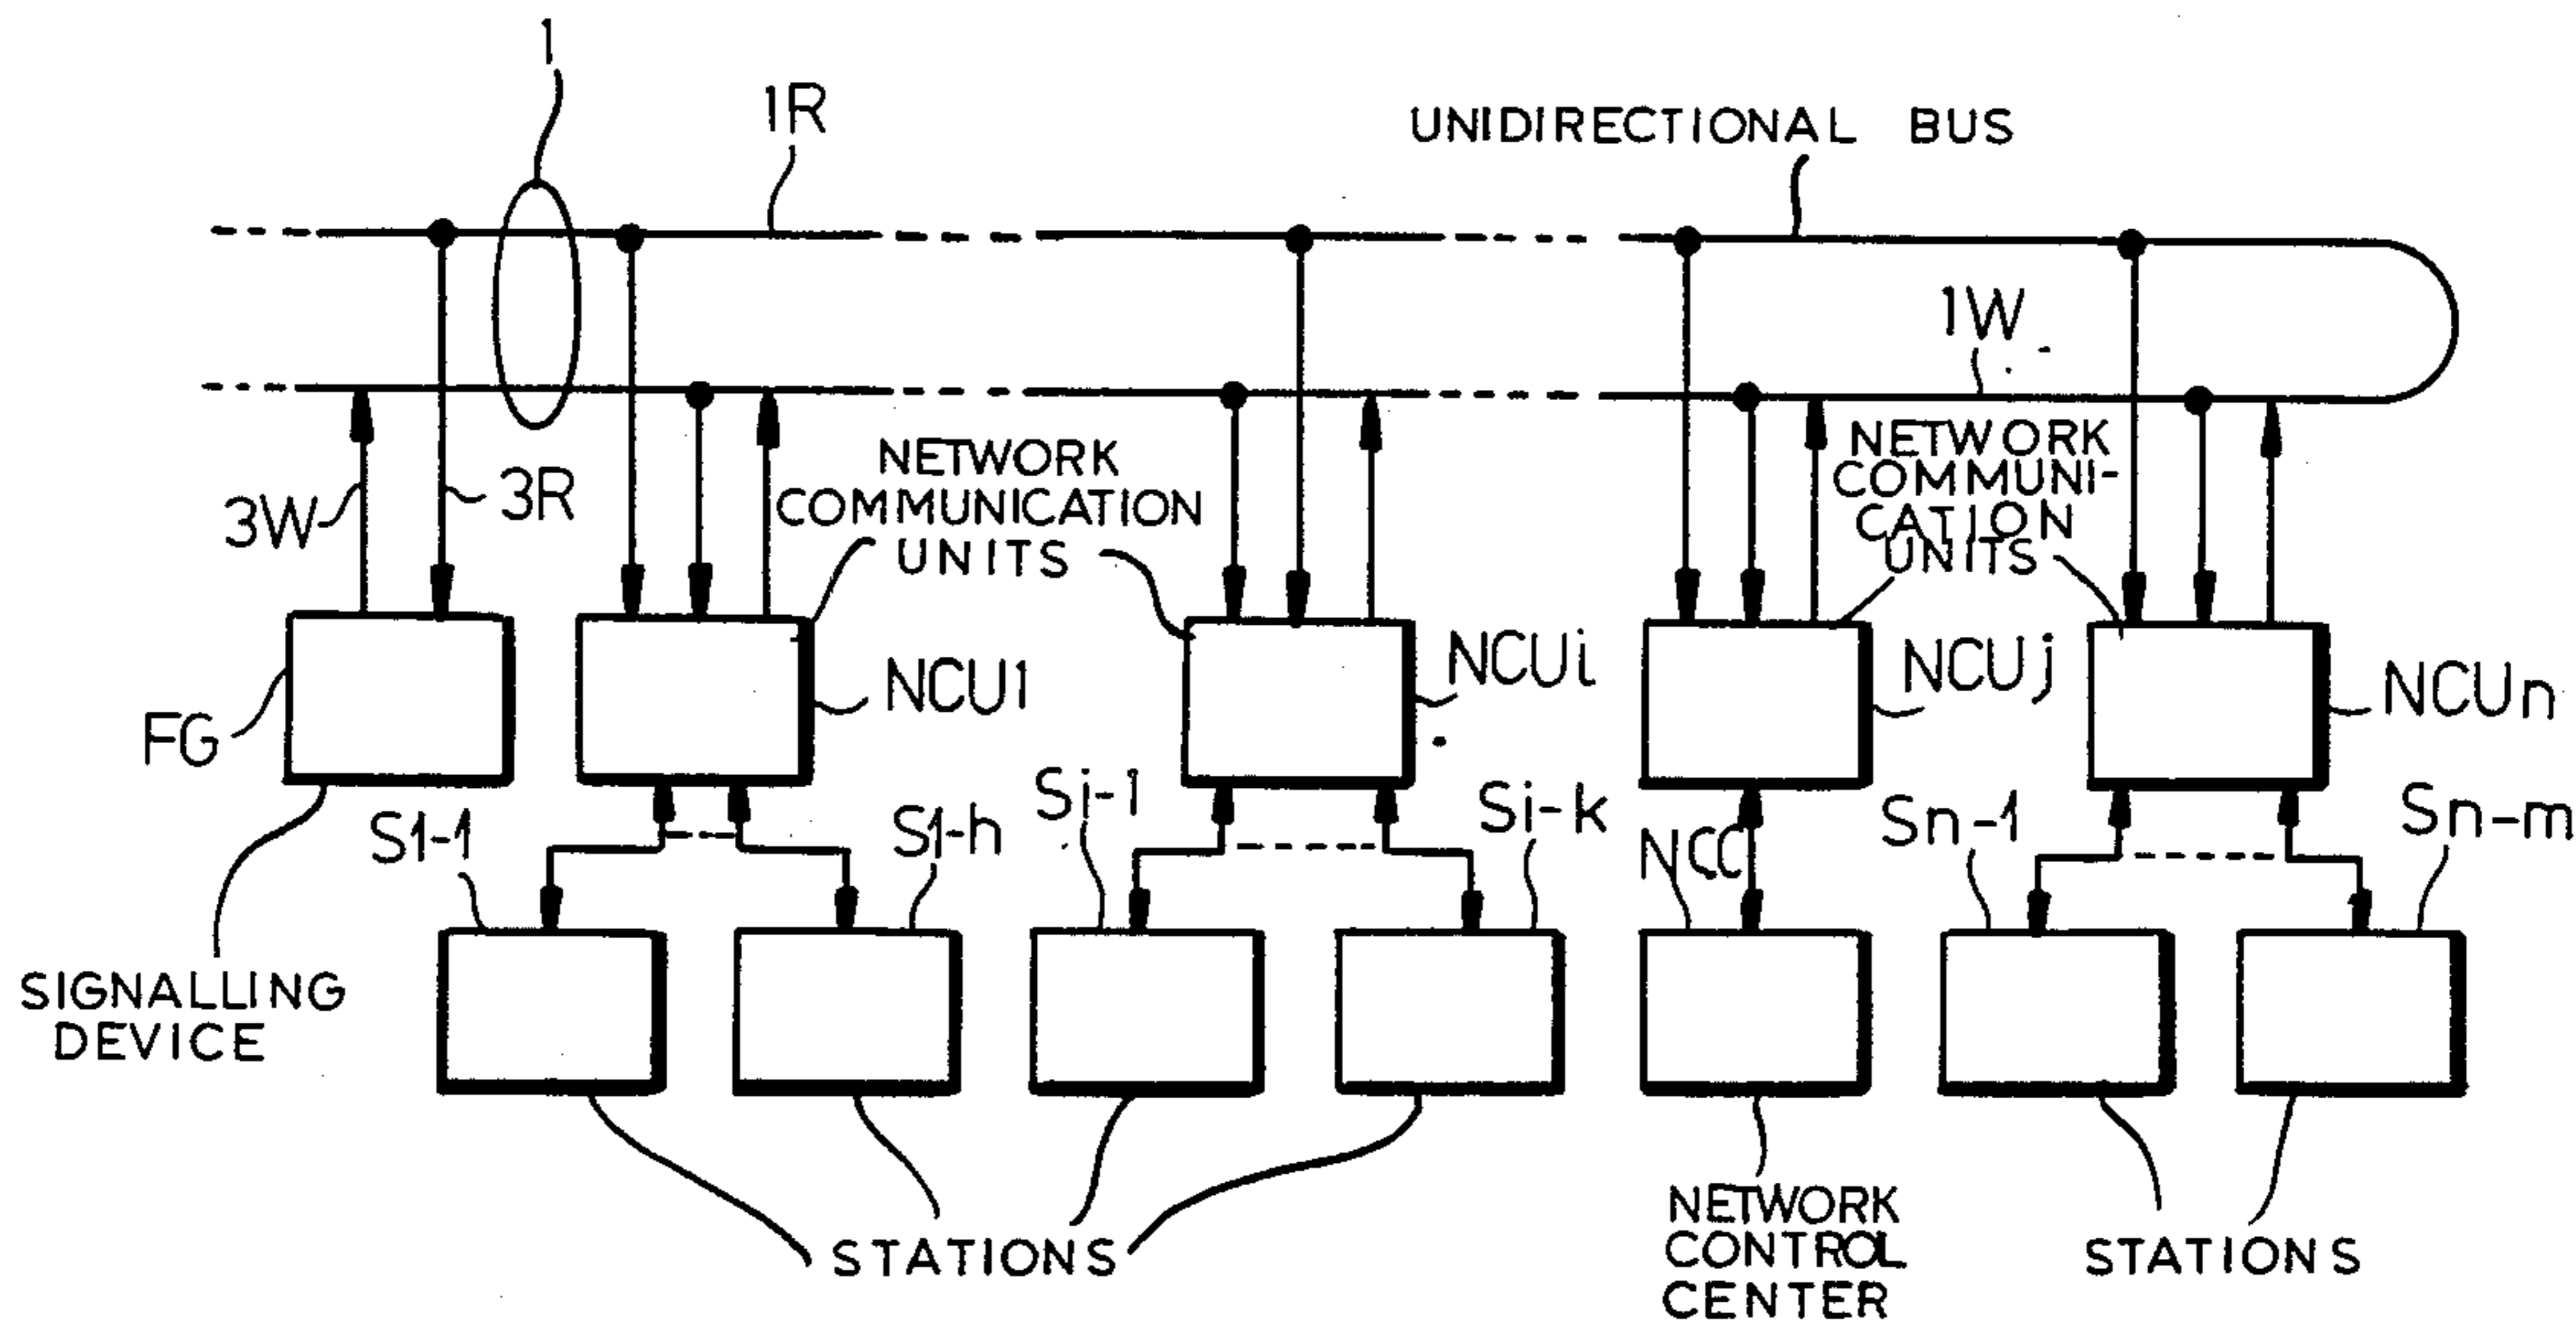 1
1R
UNIDIRECTIONAL BUS
1W
NETWORK
COMMUNICATION
UNITS
NETWORK
COMMUNI-
CATION
UNITS
3W
3R
FG
NCU1
NCUi
NCUj
NCUn
S1-1
S1-h
Si-1
Si-k
NCC
Sn-1
Sn-m
SIGNALLING
DEVICE
STATIONS
NETWORK
CONTROL
CENTER
STATIONS